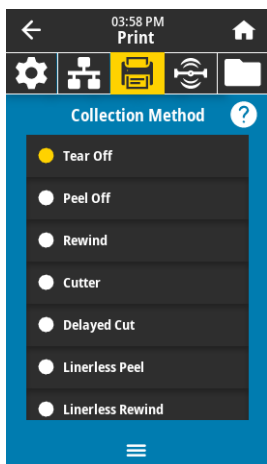 03:58 PM
Print
Collection Method
?
Tear Off
Peel Off
Rewind
Cutter
Delayed Cut
Linerless Peel
Linerless Rewind